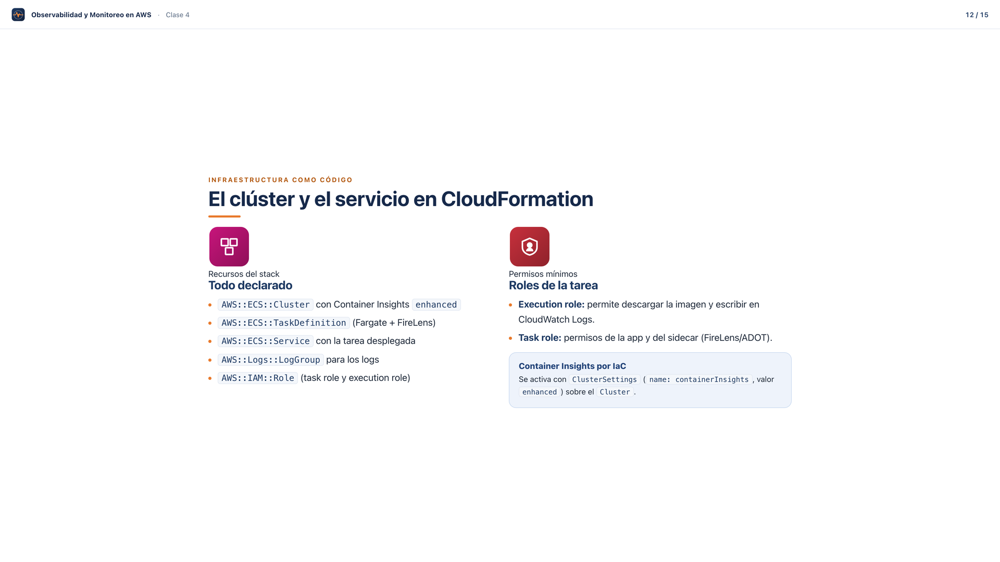 Observabilidad y Monitoreo en AWS · Clase 4
12 / 15
INFRAESTRUCTURA COMO CÓDIGO
El clúster y el servicio en CloudFormation
Recursos del stack
Todo declarado
• AWS::ECS::Cluster con Container Insights enhanced
• AWS::ECS::TaskDefinition (Fargate + FireLens)
• AWS::ECS::Service con la tarea desplegada
• AWS::Logs::LogGroup para los logs
• AWS::IAM::Role (task role y execution role)
Permisos mínimos
Roles de la tarea
• Execution role: permite descargar la imagen y escribir en
CloudWatch Logs.
• Task role: permisos de la app y del sidecar (FireLens/ADOT).
Container Insights por IaC
Se activa con ClusterSettings ( name: containerInsights , valor
enhanced ) sobre el Cluster .